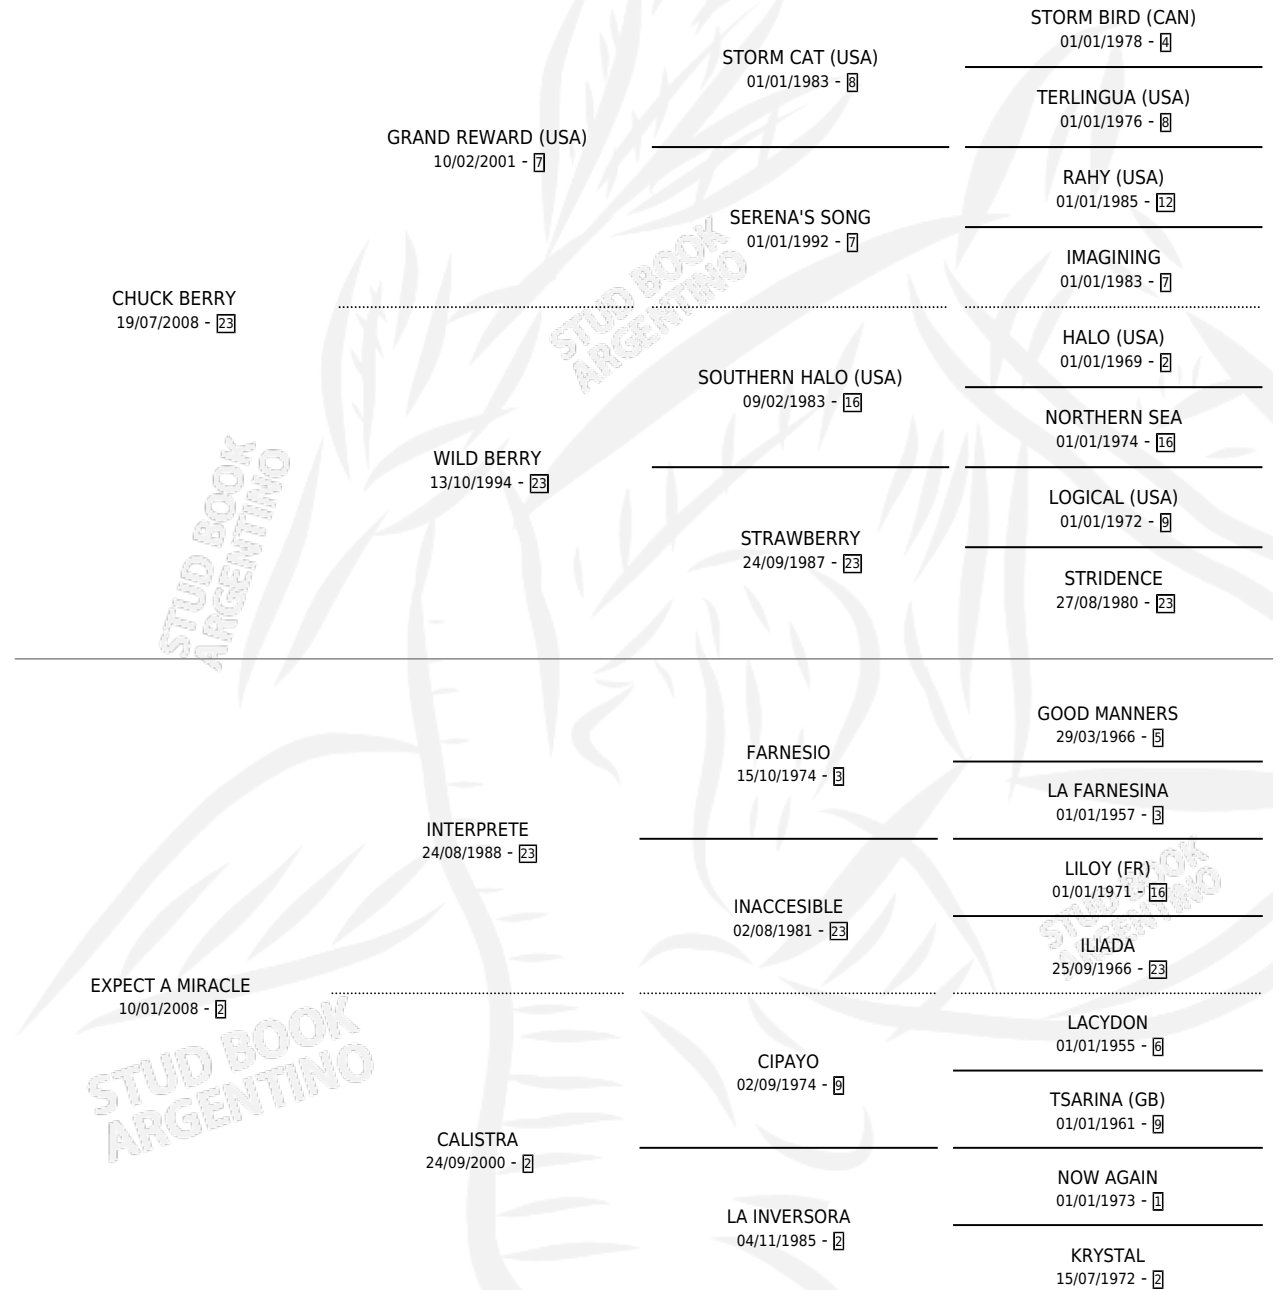 STORM BIRD (CAN)
01/01/1978 - 4
STORM CAT (USA)
01/01/1983 - 8
TERLINGUA (USA)
01/01/1976 - 8
GRAND REWARD (USA)
10/02/2001 - 7
RAHY (USA)
01/01/1985 - 12
SERENA'S SONG
01/01/1992 - 7
IMAGINING
01/01/1983 - 7
CHUCK BERRY
19/07/2008 - 23
HALO (USA)
01/01/1969 - 2
SOUTHERN HALO (USA)
09/02/1983 - 16
NORTHERN SEA
01/01/1974 - 16
WILD BERRY
13/10/1994 - 23
LOGICAL (USA)
01/01/1972 - 9
STRAWBERRY
24/09/1987 - 23
STRIDENCE
27/08/1980 - 23
GOOD MANNERS
29/03/1966 - 5
FARNESIO
15/10/1974 - 3
LA FARNESINA
01/01/1957 - 3
INTERPRETE
24/08/1988 - 23
LILOY (FR)
01/01/1971 - 16
INACCESIBLE
02/08/1981 - 23
ILIADA
25/09/1966 - 23
EXPECT A MIRACLE
10/01/2008 - 2
LACYDON
01/01/1955 - 6
CIPAYO
02/09/1974 - 9
TSARINA (GB)
01/01/1961 - 9
CALISTRA
24/09/2000 - 2
NOW AGAIN
01/01/1973 - 1
LA INVERSORA
04/11/1985 - 2
KRYSTAL
15/07/1972 - 2
STUD BOOK
ARGENTINO
STUD BOOK
ARGENTINO
STUD BOOK
ARGENTINO
STUD BOOK
ARGENTINO